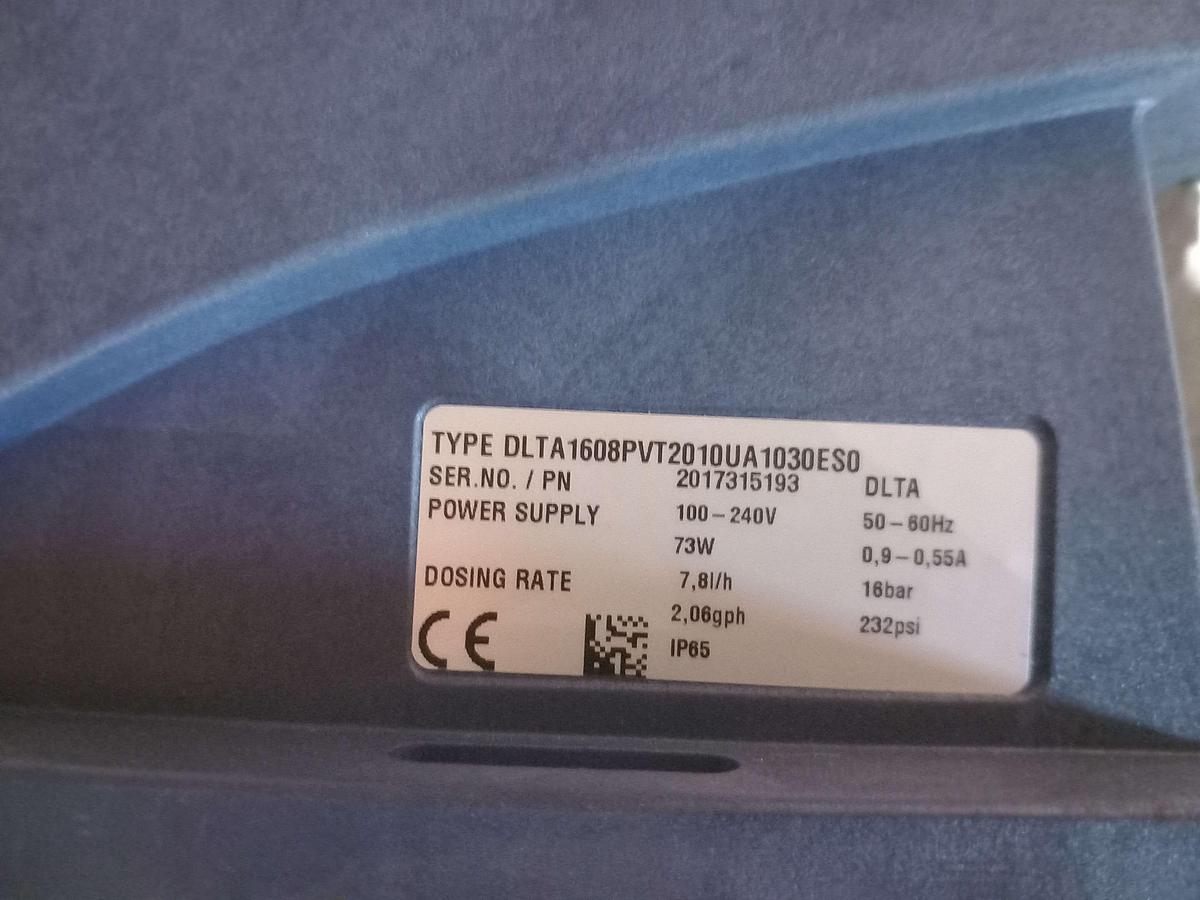 TYPE DLTA1608PVT2010UA1030ES0
SER.NO. / PN 2017315193 DLTA
POWER SUPPLY 100-240V 50-60Hz
73W 0,9-0,55A
DOSING RATE 7,8l/h 16bar
2,06gph 232psi
CE IP65